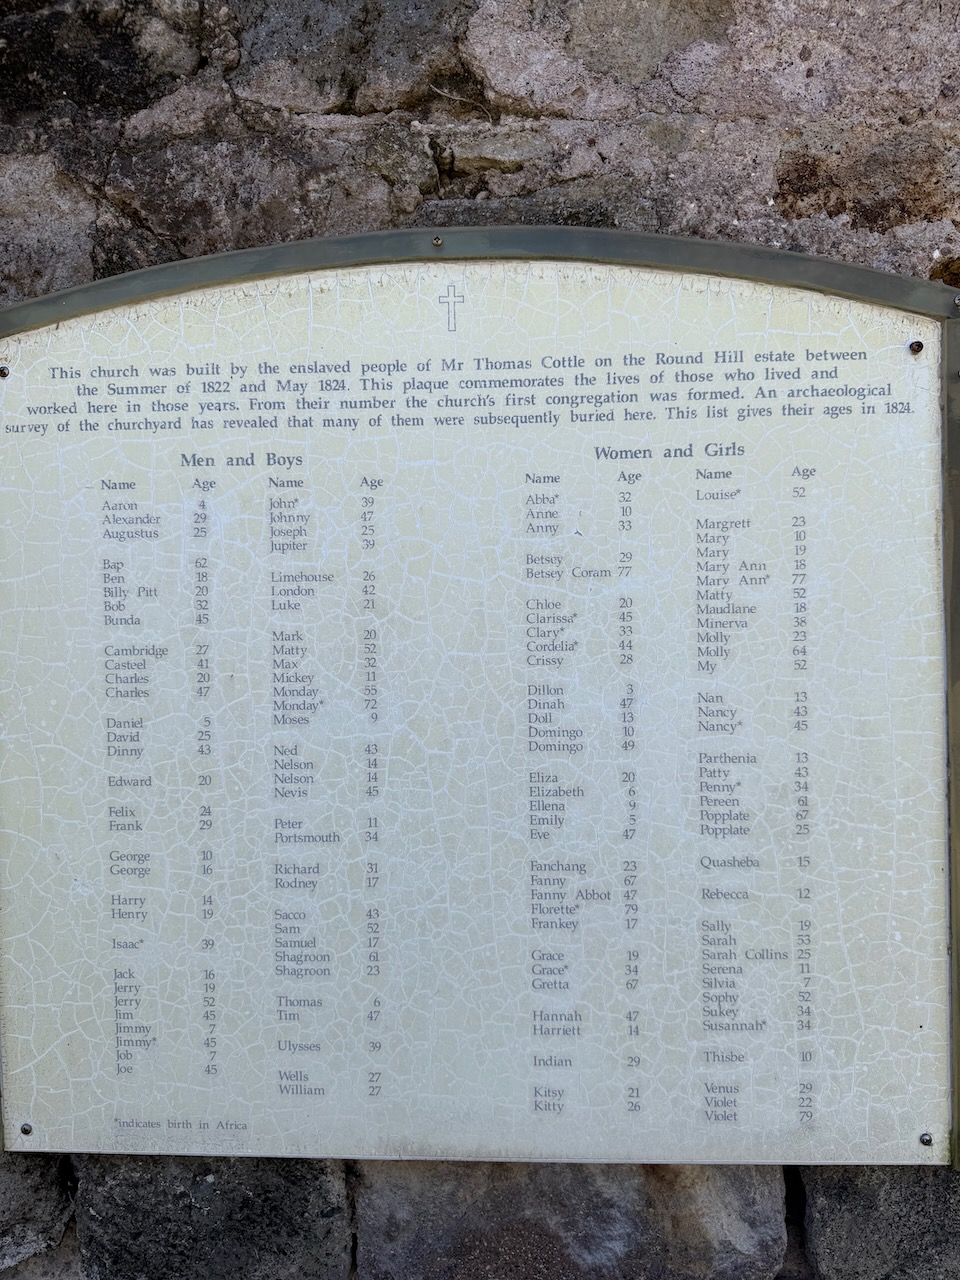 This church was built by the enslaved people of Mr Thomas Cottle on the Round Hill estate between
the Summer of 1822 and May 1824. This plaque commemorates the lives of those who lived and
worked here in those years. From their number the church's first congregation was formed. An archaeological
survey of the churchyard has revealed that many of them were subsequently buried here. This list gives their ages in 1824.
Men and Boys
Name Age
Aaron 4
Alexander 29
Augustus 25
Bap 62
Ben 18
Billy Pitt 20
Bob 32
Bunda 45
Cambridge 27
Casteel 41
Charles 20
Charles 47
Daniel 5
David 25
Dinny 43
Edward 20
Felix 24
Frank 29
George 10
George 16
Harry 14
Henry 19
Isaac* 39
Jack 16
Jerry 19
Jerry 52
Jim 45
Jimmy 7
Jimmy* 45
Job 7
Joe 45
Name Age
John* 39
Johnny 47
Joseph 25
Jupiter 39
Limehouse 26
London 42
Luke 21
Mark 20
Matty 52
Max 32
Mickey 11
Monday 55
Monday* 72
Moses 9
Ned 43
Nelson 14
Nelson 14
Nevis 45
Peter 11
Portsmouth 34
Richard 31
Rodney 17
Sacco 43
Sam 52
Samuel 17
Shagroon 61
Shagroon 23
Thomas 6
Tim 47
Ulysses 39
Wells 27
William 27
*indicates birth in Africa
Women and Girls
Name Age
Abba* 32
Anne 10
Anny 33
Betsey 29
Betsey Coram 77
Chloe 20
Clarissa* 45
Clary* 33
Cordelia* 44
Crissy 28
Dillon 3
Dinah 47
Doll 13
Domingo 10
Domingo 49
Eliza 20
Elizabeth 6
Ellena 9
Emily 5
Eve 47
Fanchang 23
Fanny 67
Fanny Abbot 47
Florette* 79
Frankey 17
Grace 19
Grace* 34
Gretta 67
Hannah 47
Harriett 14
Indian 29
Kitsy 21
Kitty 26
Name Age
Louise* 52
Margrett 23
Mary 10
Mary 19
Mary Ann 18
Mary Ann* 77
Matty 52
Maudlane 18
Minerva 38
Molly 23
Molly 64
My 52
Nan 13
Nancy 43
Nancy* 45
Parthenia 13
Patty 43
Penny* 34
Pereen 61
Popplate 67
Popplate 25
Quasheba 15
Rebecca 12
Sally 19
Sarah 53
Sarah Collins 25
Serena 11
Silvia 7
Sophy 52
Sukey 34
Susannah* 34
Thisbe 10
Venus 29
Violet 22
Violet 79